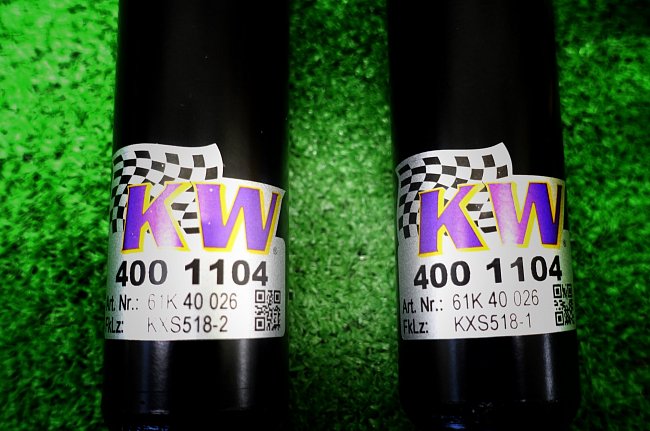 KW
400 1104
Art. Nr.: 61K 40 026
FkLz: KXS518-2
KW
400 1104
Art. Nr.: 61K 40 026
FkLz: KXS518-1